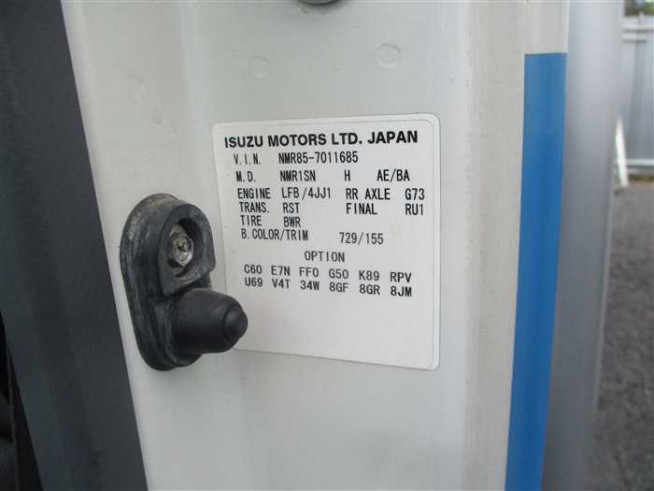 ISUZU MOTORS LTD. JAPAN
V.I.N. NMR85-7011685
M.D. NMR1SN H AE/BA
ENGINE LFB/4JJ1 RR AXLE G73
TRANS. RST FINAL RU1
TIRE BWR
B.COLOR/TRIM 729/155
OPTION
C60 E7N FF0 G50 K89 RPV
U69 V4T 34W 8GF 8GR 8JM